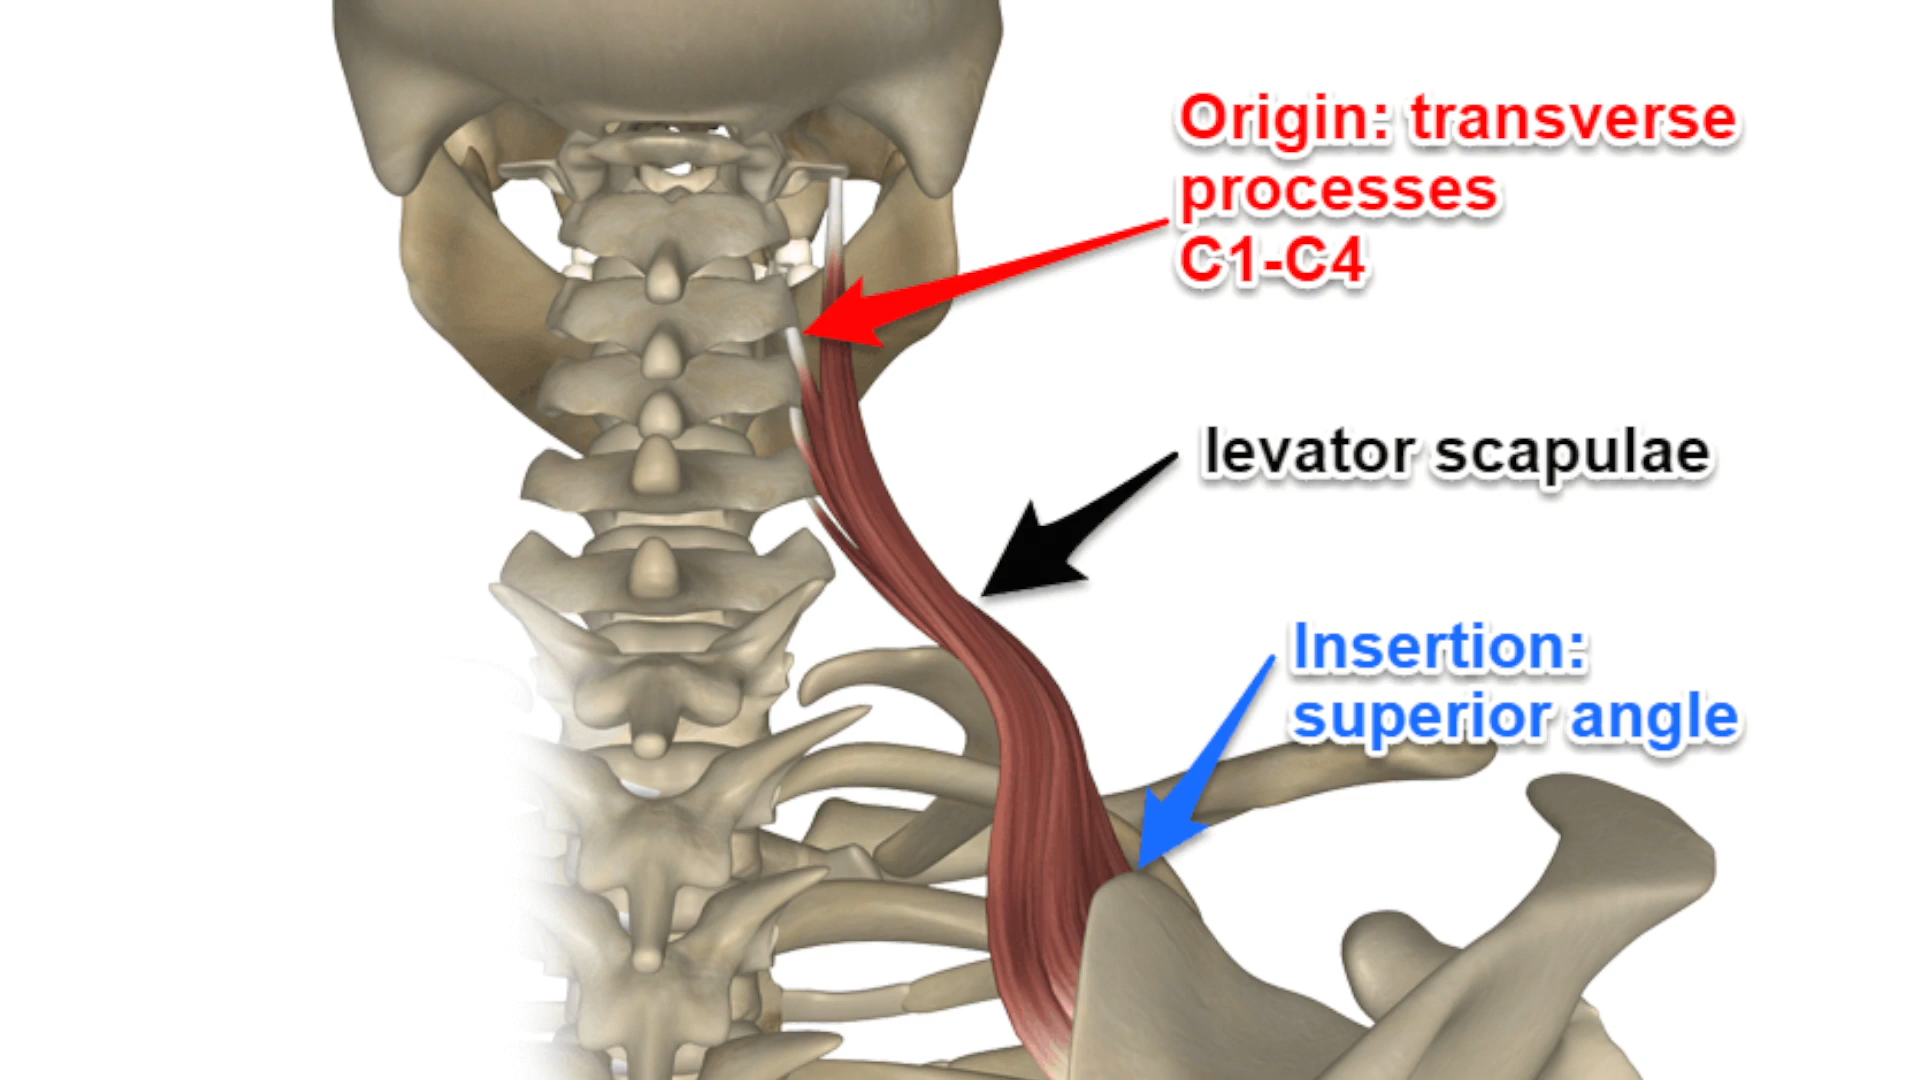 Origin: transverse
processes
C1-C4
levator scapulae
Insertion:
superior angle